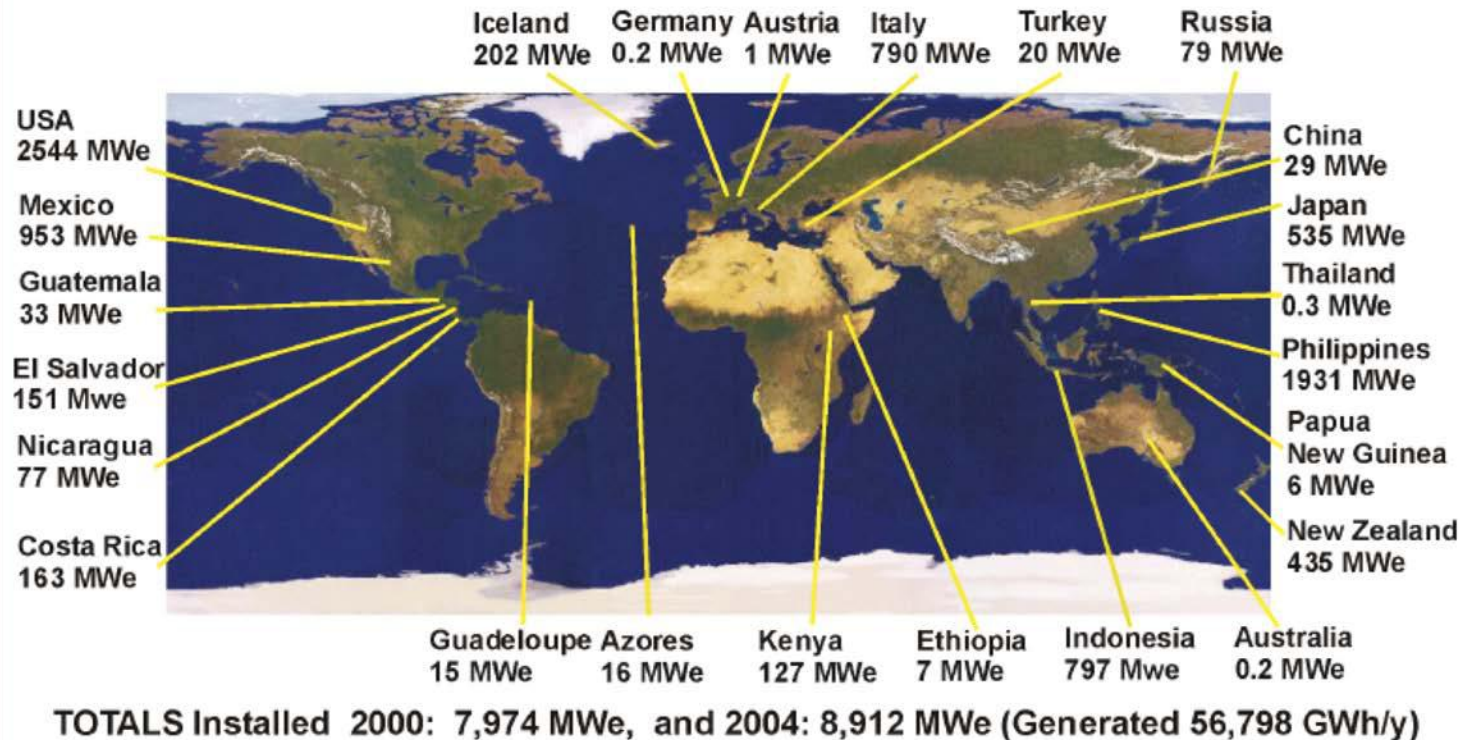 Iceland
202 MWe
Germany
0.2 MWe
Austria
1 MWe
Italy
790 MWe
Turkey
20 MWe
Russia
79 MWe
USA
2544 MWe
Mexico
953 MWe
Guatemala
33 MWe
El Salvador
151 Mwe
Nicaragua
77 MWe
Costa Rica
163 MWe
China
29 MWe
Japan
535 MWe
Thailand
0.3 MWe
Philippines
1931 MWe
Papua
New Guinea
6 MWe
New Zealand
435 MWe
Guadeloupe
15 MWe
Azores
16 MWe
Kenya
127 MWe
Ethiopia
7 MWe
Indonesia
797 Mwe
Australia
0.2 MWe
TOTALS Installed 2000: 7,974 MWe, and 2004: 8,912 MWe (Generated 56,798 GWh/y)